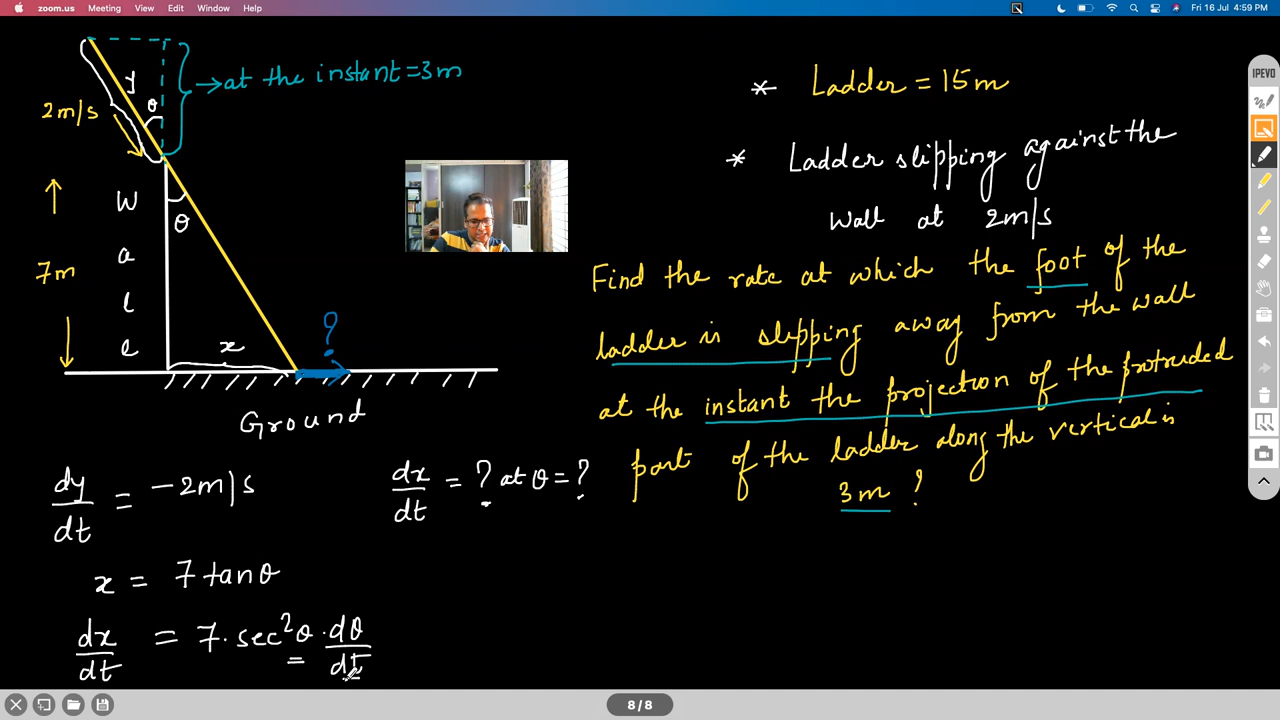 zoom.us Meeting View Edit Window Help
Fri 16 Jul 4:59 PM
IPEVO
y
→ at the instant = 3m
θ
2m/s
7m
W
a
l
l
θ
x
?
Ground
* Ladder = 15m
* Ladder slipping against the
wall at 2m/s
Find the rate at which the foot of the
ladder is slipping away from the wall
at the instant the projection of the protruded
part of the ladder along the vertical is
3m ?
dy/dt = -2m/s
dx/dt = ? at θ = ?
x = 7 tanθ
dx/dt = 7. sec²θ . dθ/dt
8/8